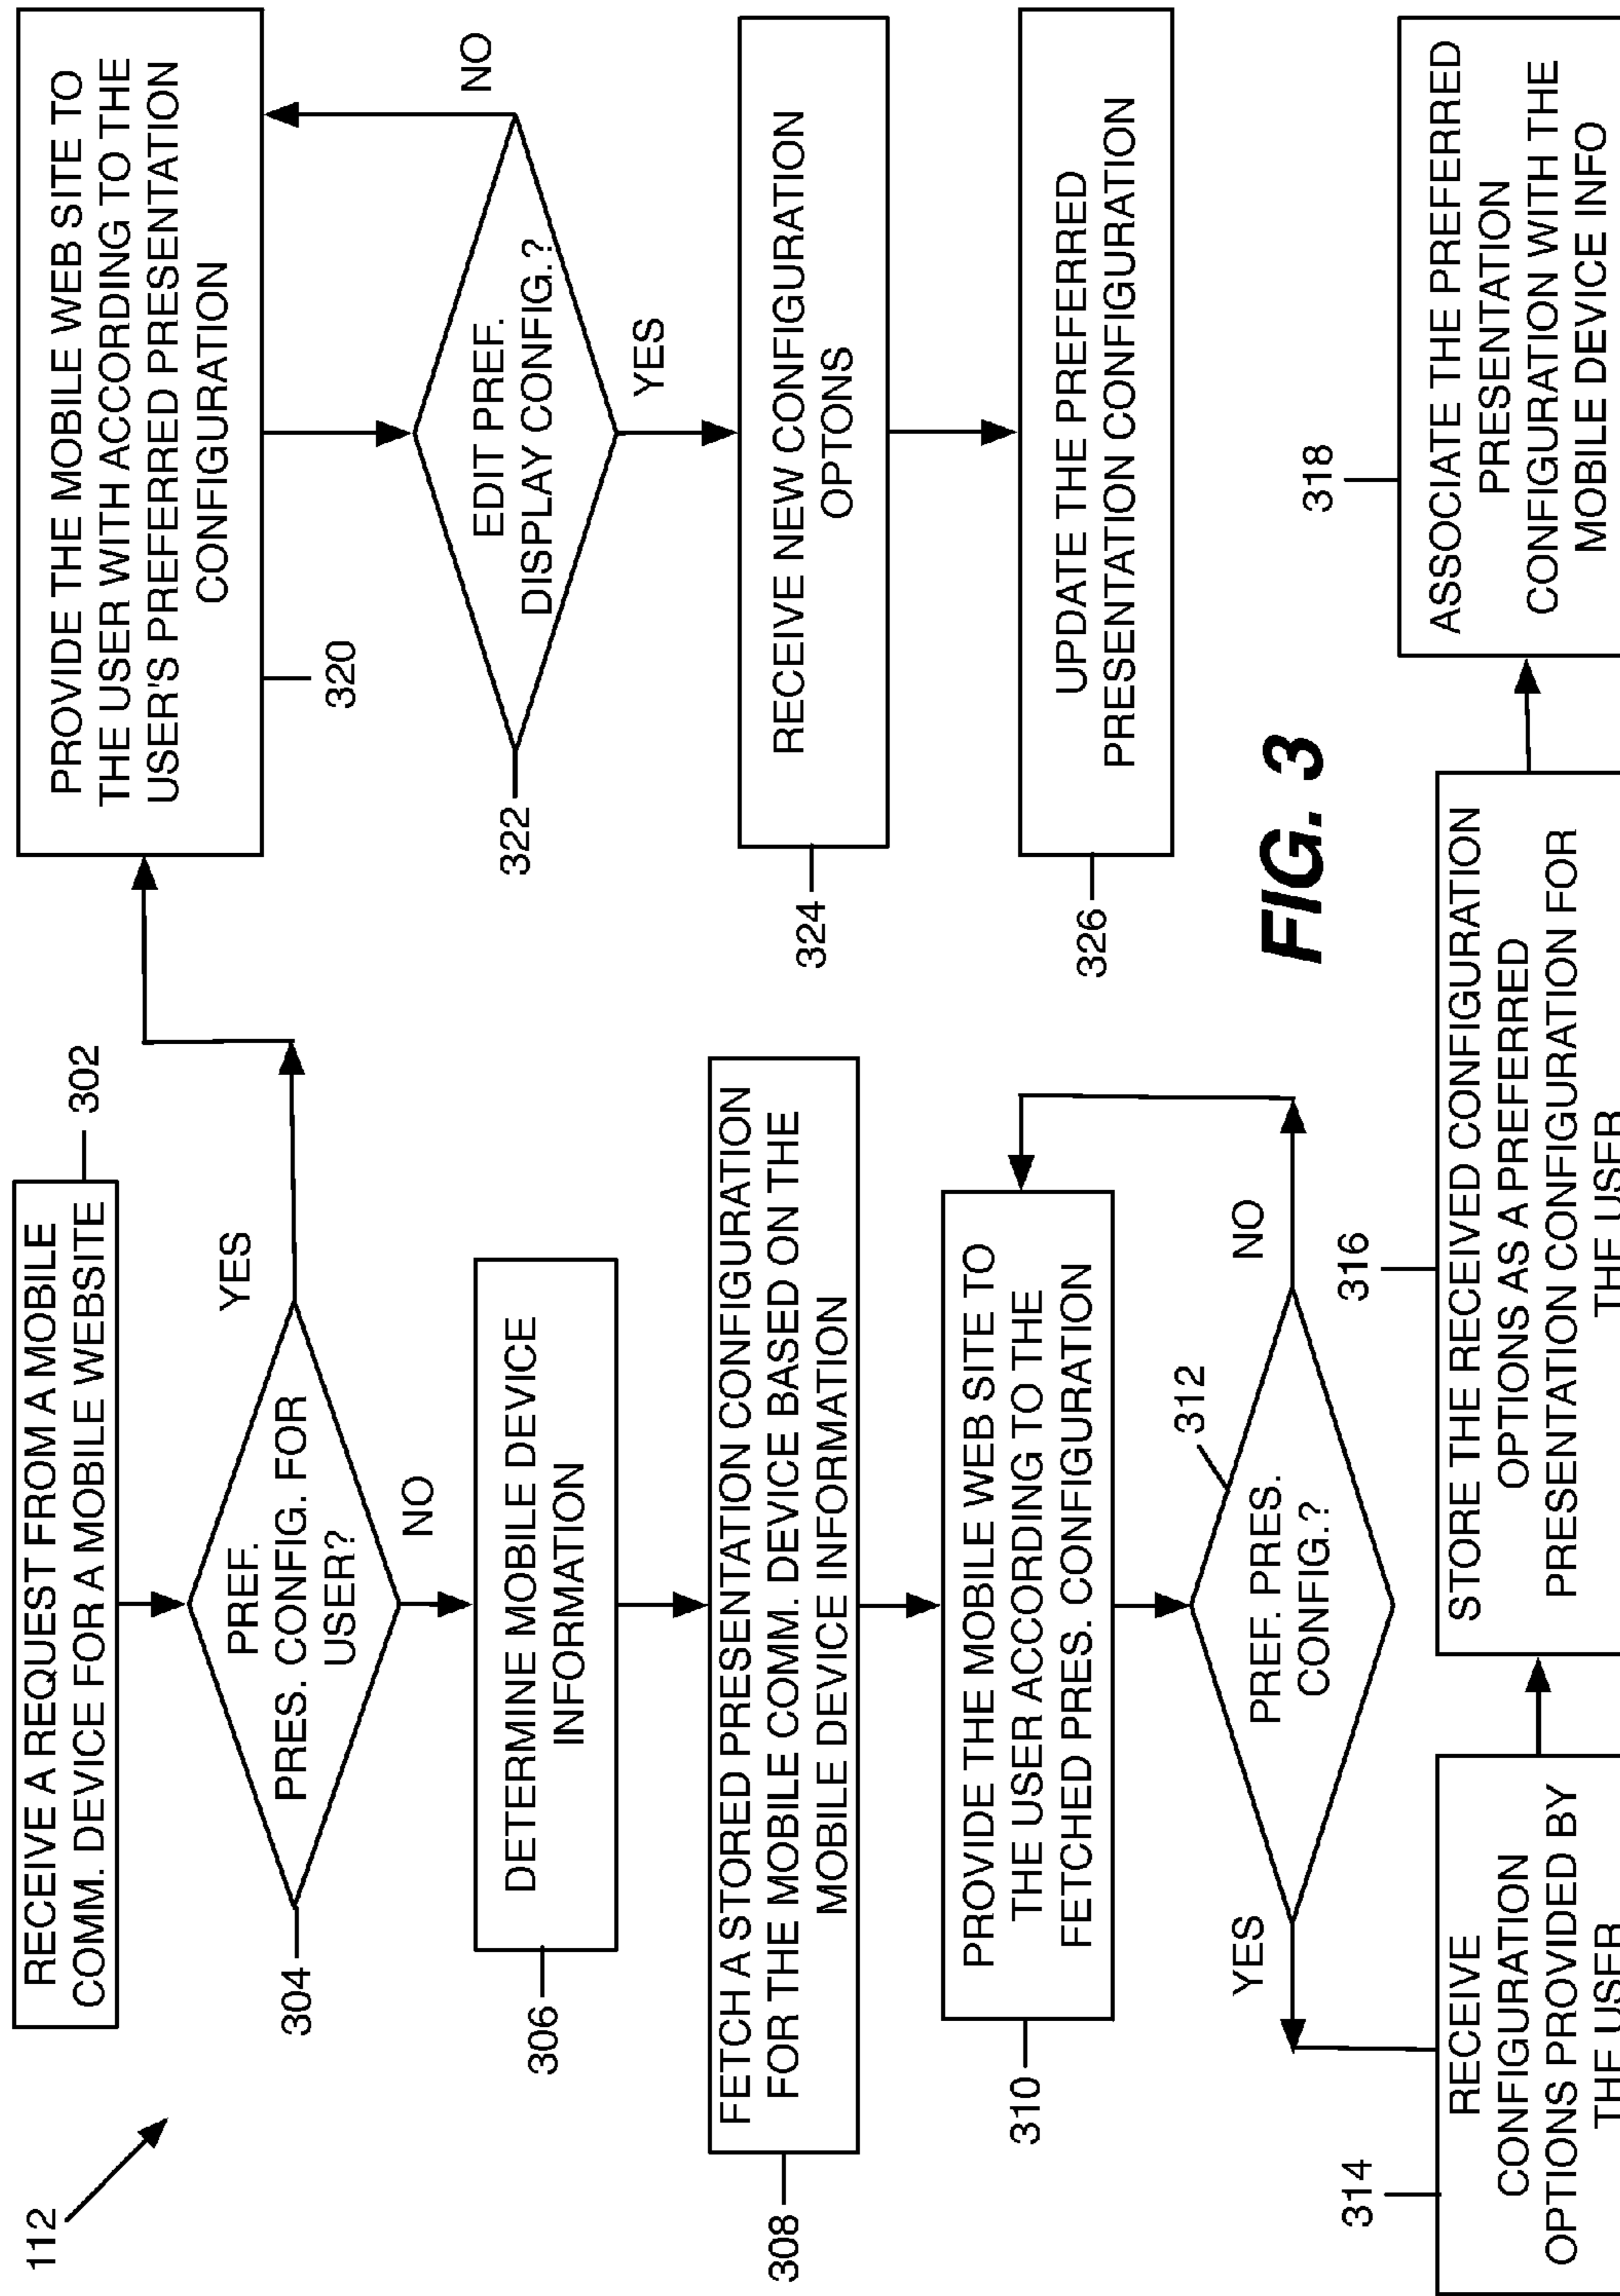 112
RECEIVE A REQUEST FROM A MOBILE
COMM. DEVICE FOR A MOBILE WEBSITE
302
PREF.
PRES. CONFIG. FOR
USER?
304
YES
NO
DETERMINE MOBILE DEVICE
INFORMATION
306
FETCH A STORED PRESENTATION CONFIGURATION
FOR THE MOBILE COMM. DEVICE BASED ON THE
MOBILE DEVICE INFORMATION
308
PROVIDE THE MOBILE WEB SITE TO
THE USER ACCORDING TO THE
FETCHED PRES. CONFIGURATION
310
PREF. PRES.
CONFIG.?
312
YES
NO
314
RECEIVE
CONFIGURATION
OPTIONS PROVIDED BY
THE USER
316
STORE THE RECEIVED CONFIGURATION
OPTIONS AS A PREFERRED
PRESENTATION CONFIGURATION FOR
THE USER
318
ASSOCIATE THE PREFERRED
PRESENTATION
CONFIGURATION WITH THE
MOBILE DEVICE INFO
PROVIDE THE MOBILE WEB SITE TO
THE USER WITH ACCORDING TO THE
USER'S PREFERRED PRESENTATION
CONFIGURATION
320
EDIT PREF.
DISPLAY CONFIG.?
322
NO
YES
RECEIVE NEW CONFIGURATION
OPTONS
324
UPDATE THE PREFERRED
PRESENTATION CONFIGURATION
326
FIG. 3